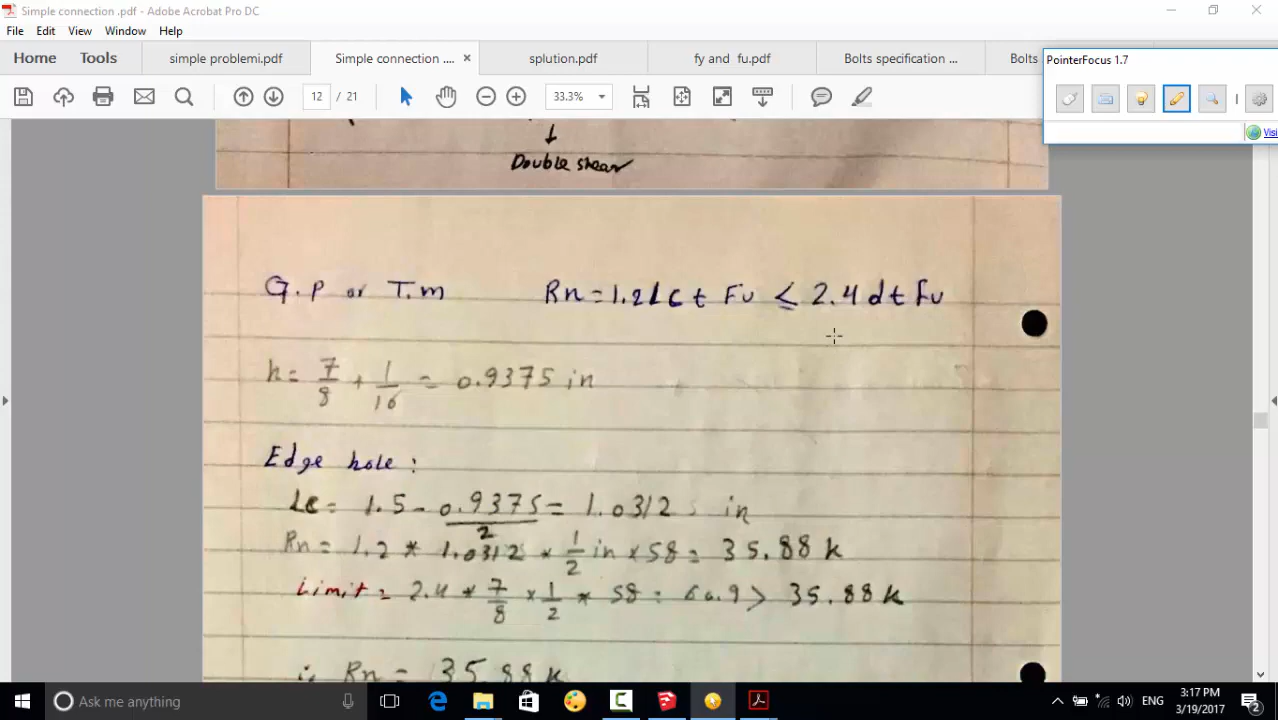 Simple connection .pdf - Adobe Acrobat Pro DC
File Edit View Window Help
Home Tools simple problemi.pdf Simple connection .... × splution.pdf fy and fu.pdf Bolts specification ... Bolts
PointerFocus 1.7
12 / 21 33.3%
Visi
Double shear
G.P or T.m Rn = 1.2 Lc t Fu ≤ 2.4 d t Fu
h = 7/8 + 1/16 = 0.9375 in
Edge hole :
Lc = 1.5 - 0.9375/2 = 1.0312 in
Rn = 1.2 * 1.0312 * 1/2 in x 58 = 35.88 k
Limit = 2.4 * 7/8 x 1/2 * 58 = 60.9 > 35.88 k
Rn = 35.88 k
Ask me anything
ENG
3:17 PM
3/19/2017
2